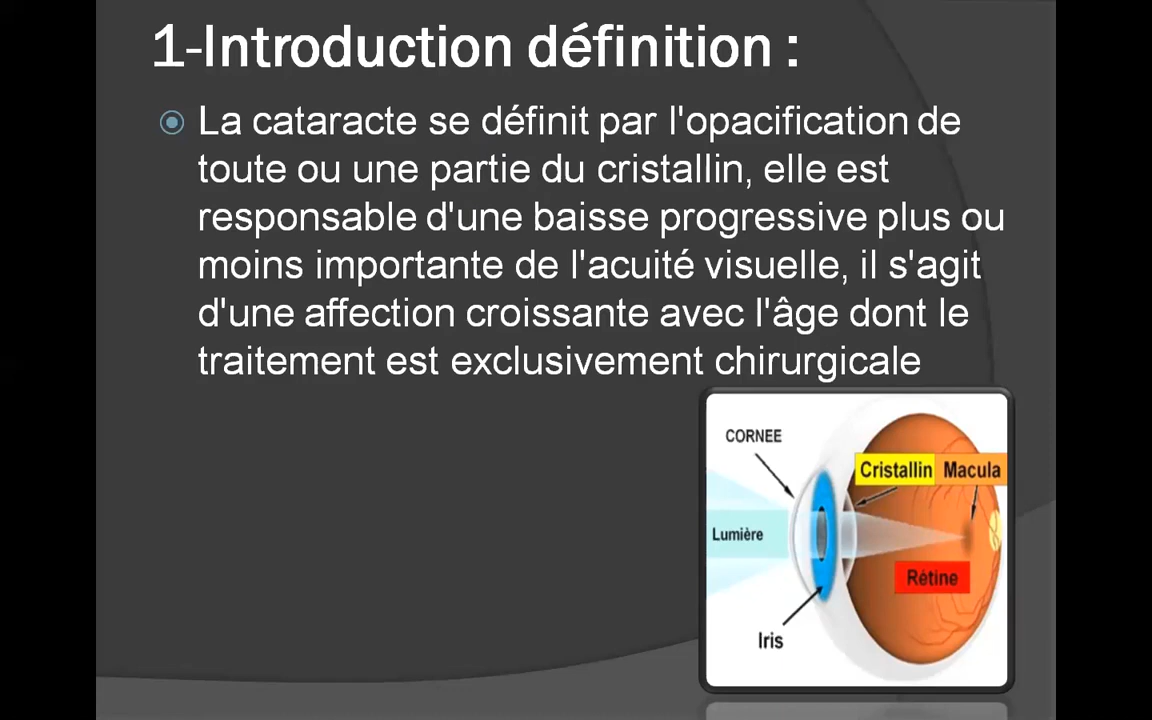 1-Introduction définition :
La cataracte se définit par l'opacification de
toute ou une partie du cristallin, elle est
responsable d'une baisse progressive plus ou
moins importante de l'acuité visuelle, il s'agit
d'une affection croissante avec l'âge dont le
traitement est exclusivement chirurgicale
CORNEE
Cristallin
Macula
Lumière
Rétine
Iris